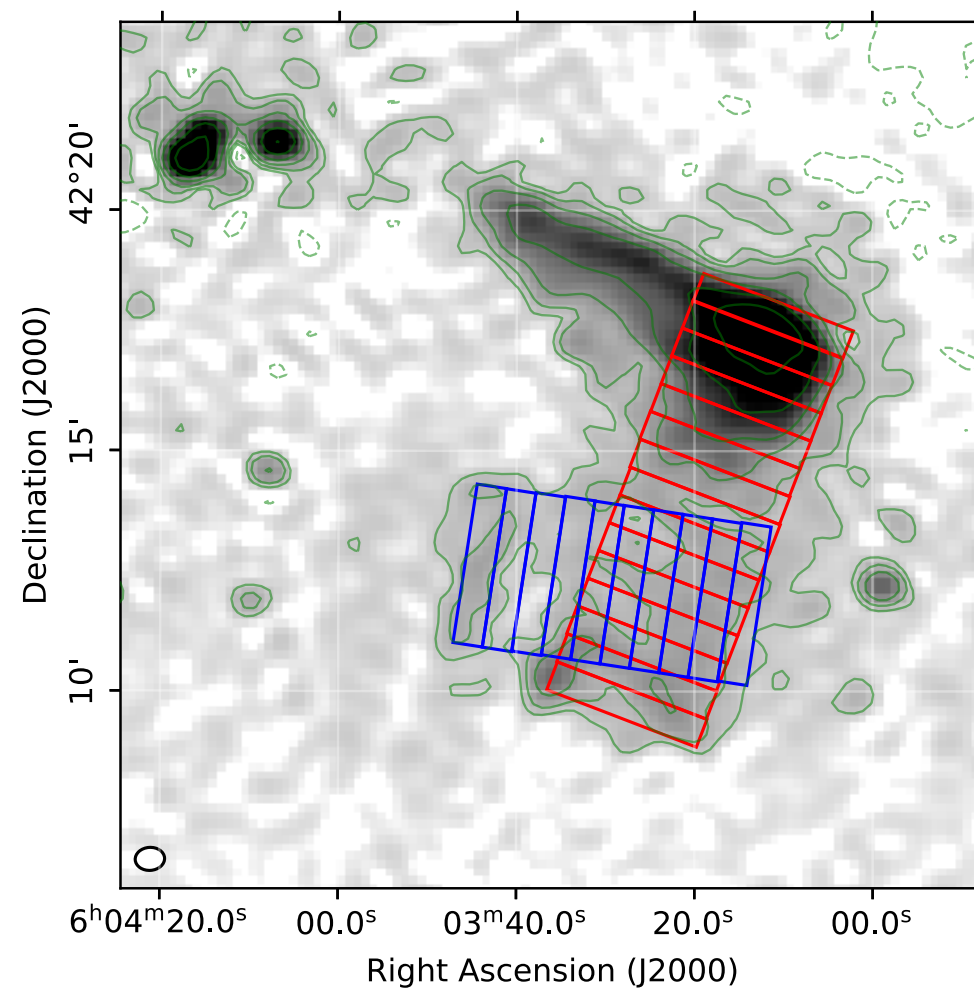 42°20'
15'
10'
Declination (J2000)
6ʰ04ᵐ20.0ˢ 00.0ˢ 03ᵐ40.0ˢ 20.0ˢ 00.0ˢ
Right Ascension (J2000)